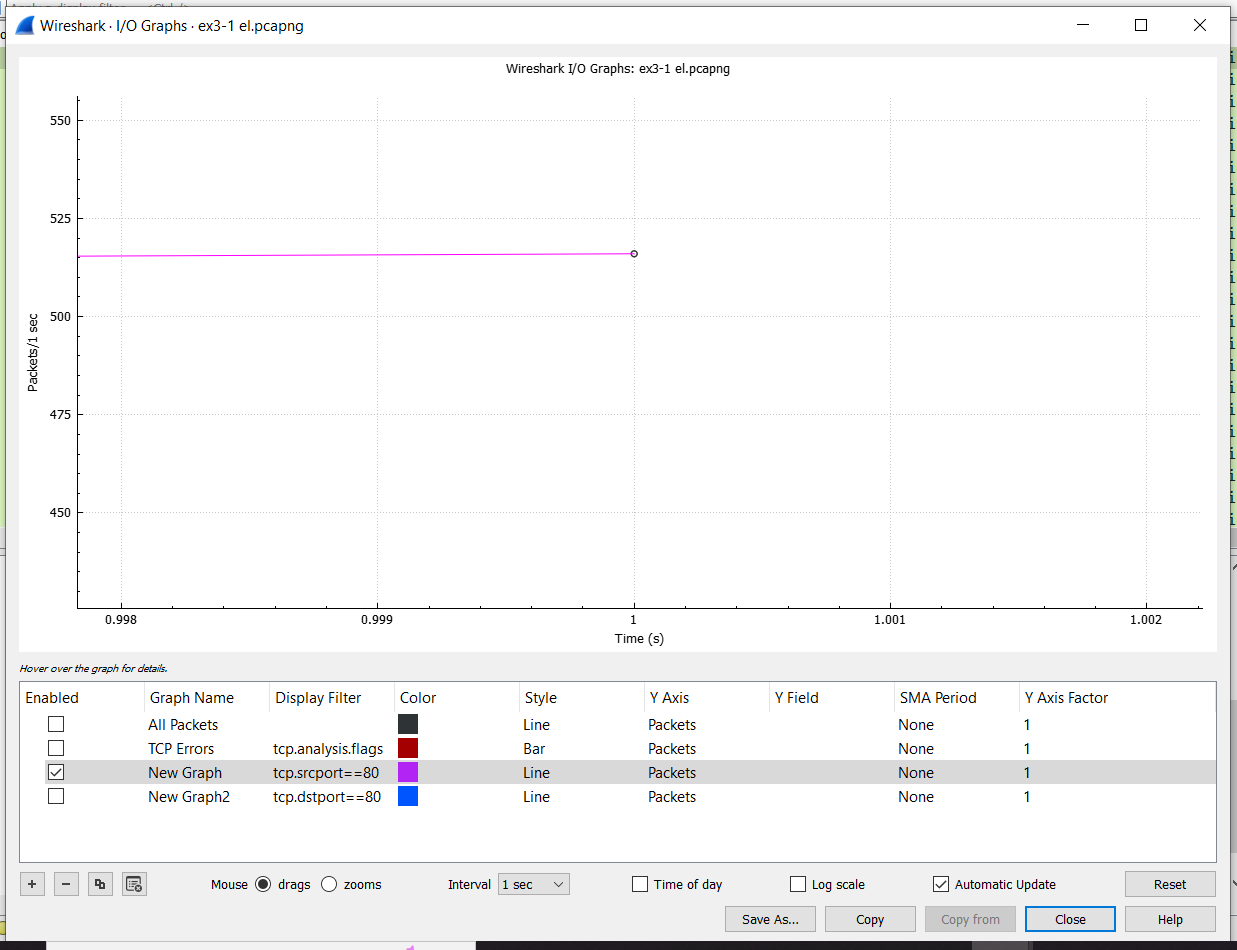 Wireshark · I/O Graphs · ex3-1 el.pcapng
Wireshark I/O Graphs: ex3-1 el.pcapng
550
525
500
475
450
Packets/1 sec
0.998 0.999 1 1.001 1.002
Time (s)
Hover over the graph for details.
Enabled Graph Name Display Filter Color Style Y Axis Y Field SMA Period Y Axis Factor
All Packets Line Packets None 1
TCP Errors tcp.analysis.flags Bar Packets None 1
New Graph tcp.srcport==80 Line Packets None 1
New Graph2 tcp.dstport==80 Line Packets None 1
Mouse drags zooms Interval 1 sec Time of day Log scale Automatic Update Reset
Save As... Copy Copy from Close Help